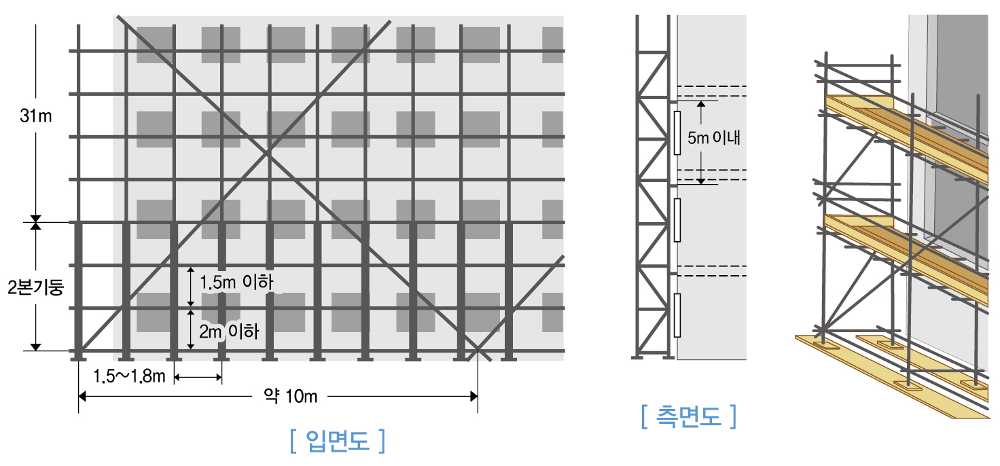 31m
2본기둥
1.5m 이하
2m 이하
1.5~1.8m
약 10m
[ 입면도 ]
5m 이내
[ 측면도 ]